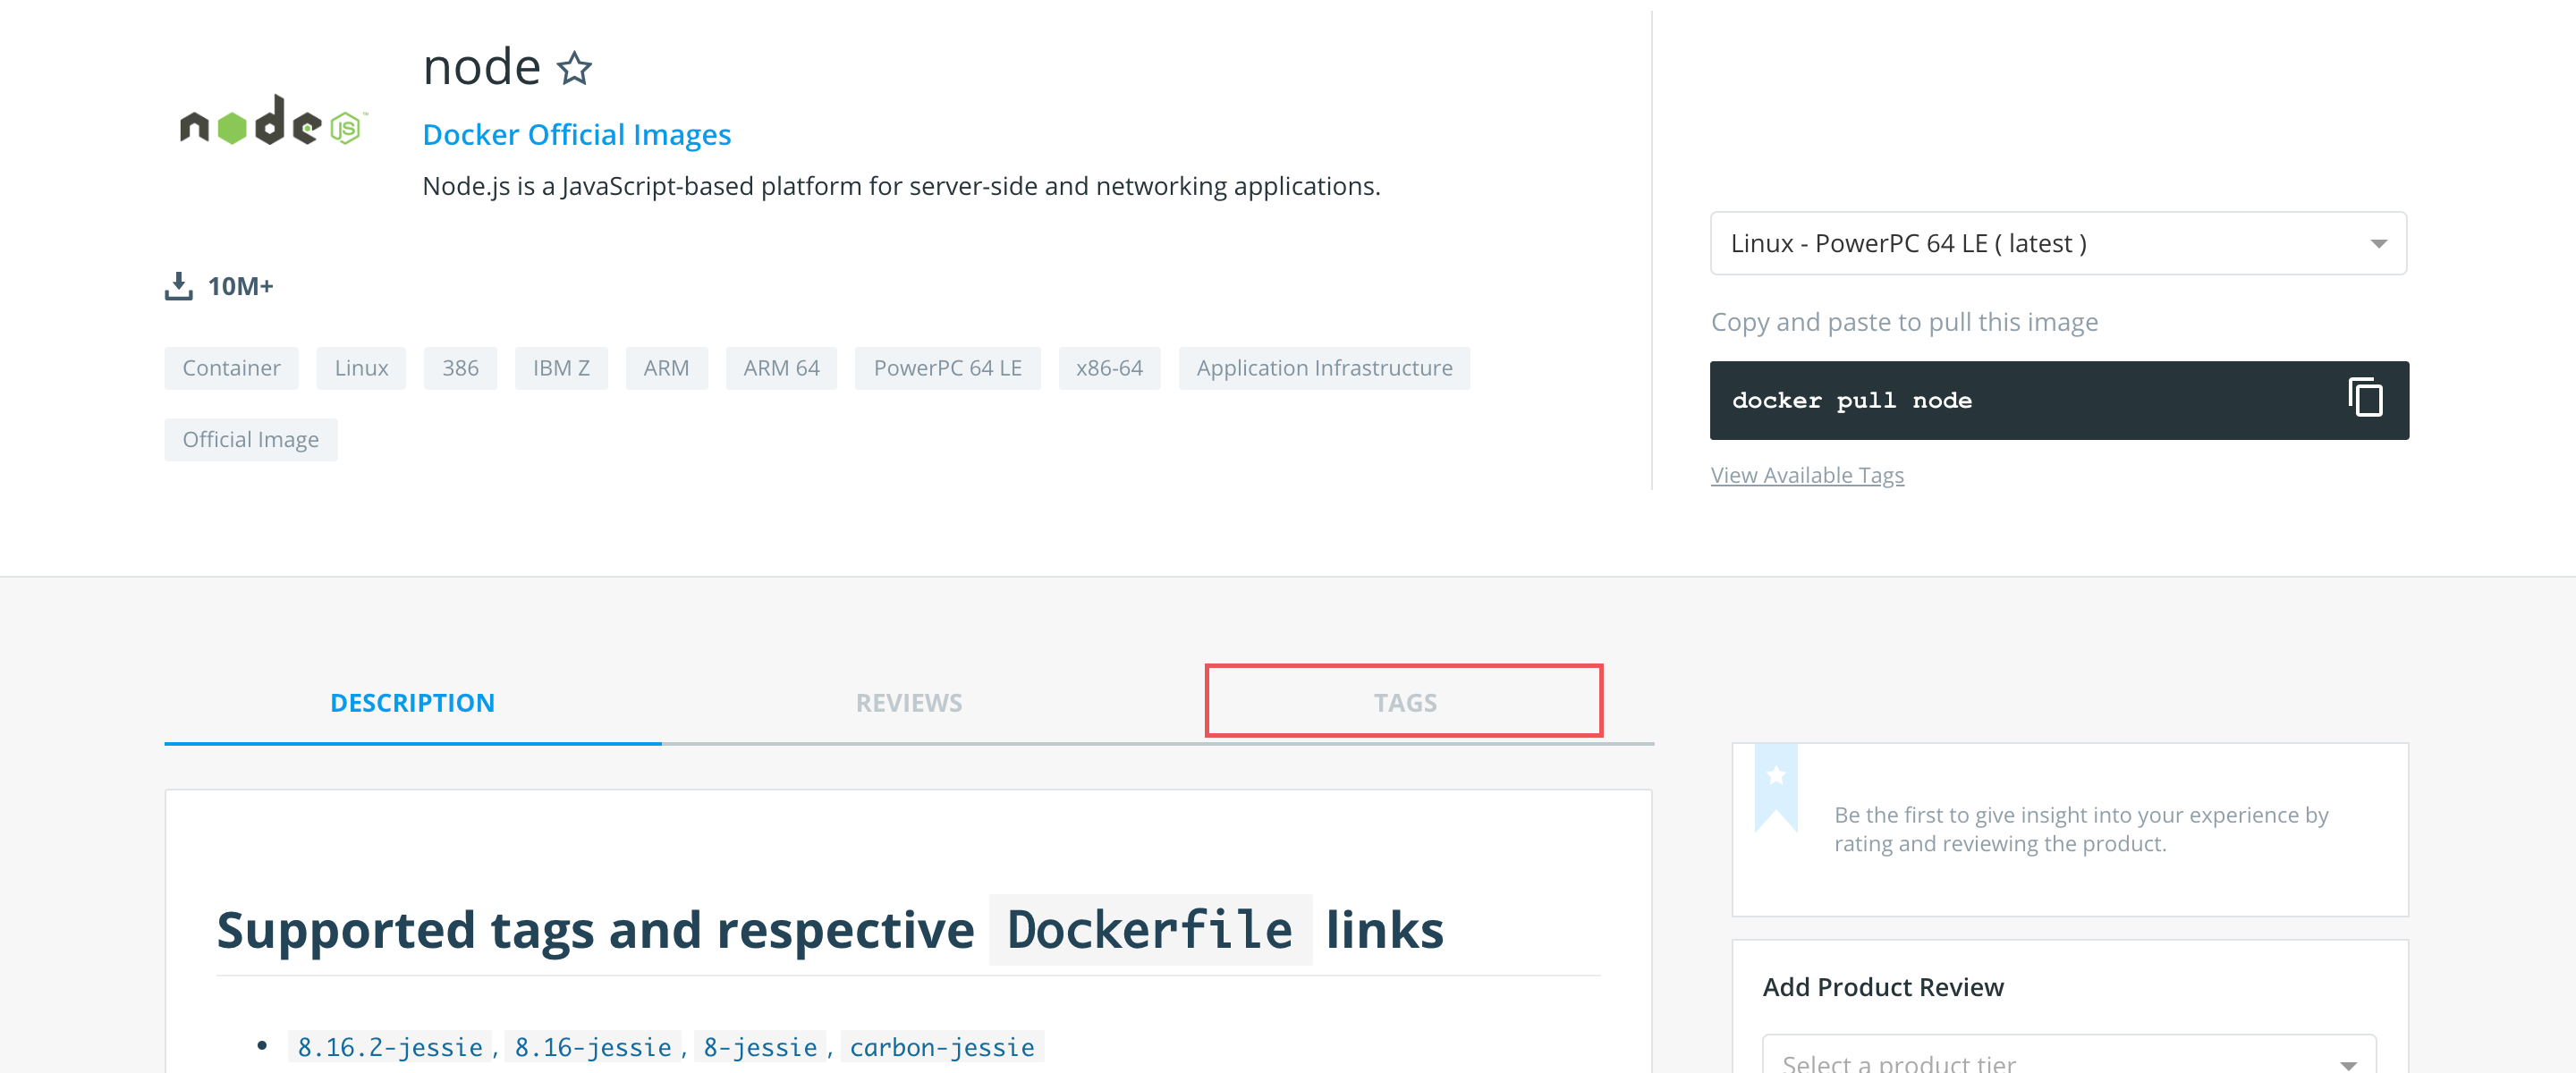 node
node JS ™
Docker Official Images
Node.js is a JavaScript-based platform for server-side and networking applications.
10M+
Container Linux 386 IBM Z ARM ARM 64 PowerPC 64 LE x86-64 Application Infrastructure
Official Image
Linux - PowerPC 64 LE ( latest )
Copy and paste to pull this image
docker pull node
View Available Tags
DESCRIPTION REVIEWS TAGS
Supported tags and respective Dockerfile links
• 8.16.2-jessie, 8.16-jessie, 8-jessie, carbon-jessie
Be the first to give insight into your experience by
rating and reviewing the product.
Add Product Review
Select a product tier